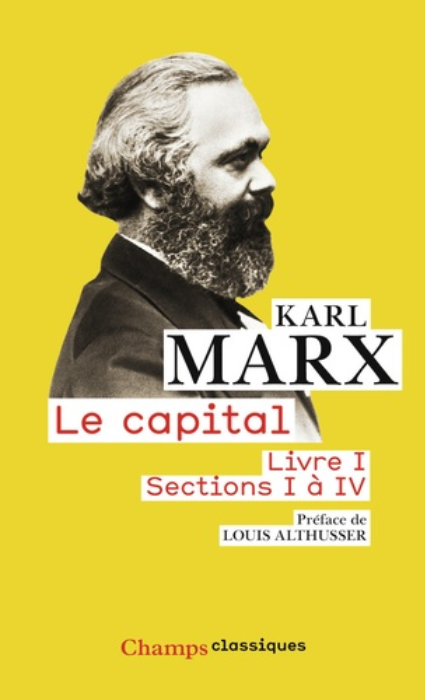 KARL
MARX
Le capital
Livre I
Sections I à IV
Préface de
LOUIS ALTHUSSER
Champs classiques